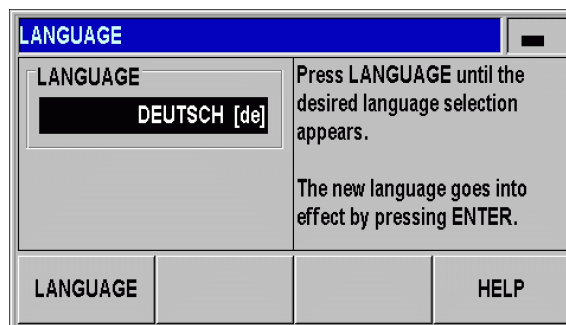 LANGUAGE
LANGUAGE
DEUTSCH [de]
Press LANGUAGE until the
desired language selection
appears.
The new language goes into
effect by pressing ENTER.
LANGUAGE
HELP